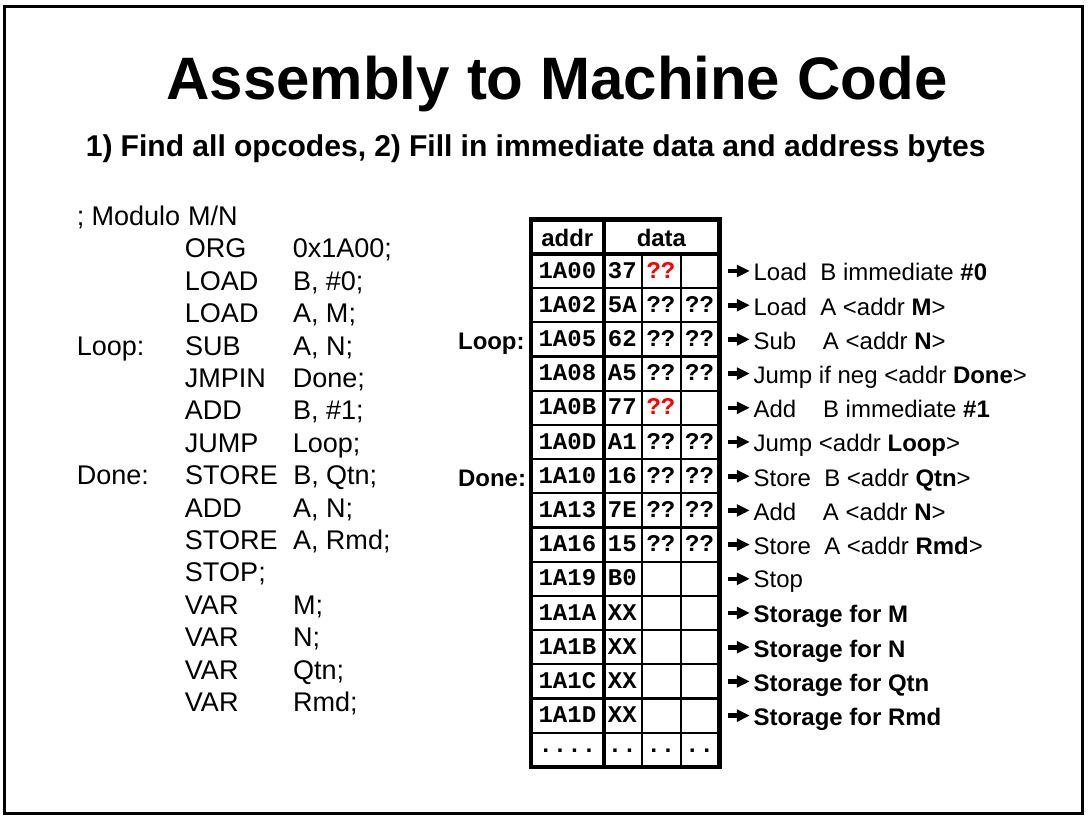 Assembly to Machine Code
1) Find all opcodes, 2) Fill in immediate data and address bytes
; Modulo M/N
ORG 0x1A00;
LOAD B, #0;
LOAD A, M;
Loop: SUB A, N;
JMPIN Done;
ADD B, #1;
JUMP Loop;
Done: STORE B, Qtn;
ADD A, N;
STORE A, Rmd;
STOP;
VAR M;
VAR N;
VAR Qtn;
VAR Rmd;
addr data
1A00 37 ?? Load B immediate #0
1A02 5A ?? ?? Load A <addr M>
Loop: 1A05 62 ?? ?? Sub A <addr N>
1A08 A5 ?? ?? Jump if neg <addr Done>
1A0B 77 ?? Add B immediate #1
1A0D A1 ?? ?? Jump <addr Loop>
Done: 1A10 16 ?? ?? Store B <addr Qtn>
1A13 7E ?? ?? Add A <addr N>
1A16 15 ?? ?? Store A <addr Rmd>
1A19 B0 Stop
1A1A XX Storage for M
1A1B XX Storage for N
1A1C XX Storage for Qtn
1A1D XX Storage for Rmd
.... .. .. ..